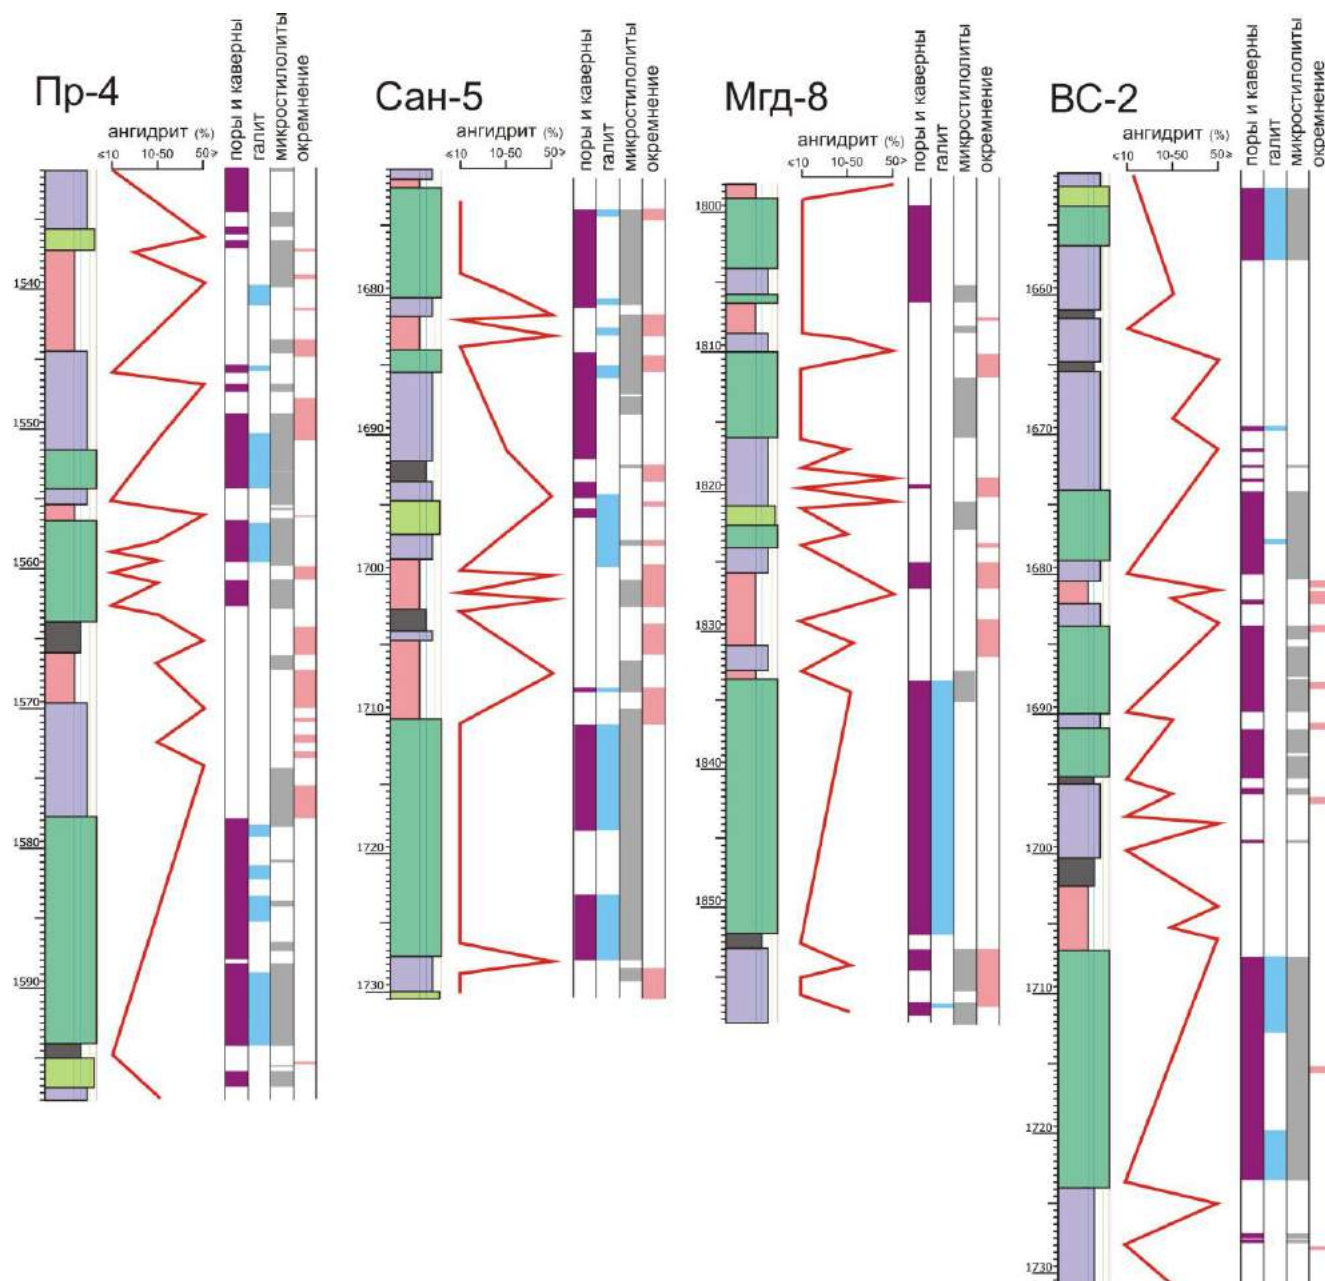 Пр-4
ангидрит (%)
<10 10-50 50>
поры и каверны
галит
микростилолиты
окремнение
1540
1550
1560
1570
1580
1590
Сан-5
ангидрит (%)
<10 10-50 50>
поры и каверны
галит
микростилолиты
окремнение
1680
1690
1700
1710
1720
1730
Мгд-8
ангидрит (%)
<10 10-50 50>
поры и каверны
галит
микростилолиты
окремнение
1800
1810
1820
1830
1840
1850
ВС-2
ангидрит (%)
<10 10-50 50>
поры и каверны
галит
микростилолиты
окремнение
1660
1670
1680
1690
1700
1710
1720
1730